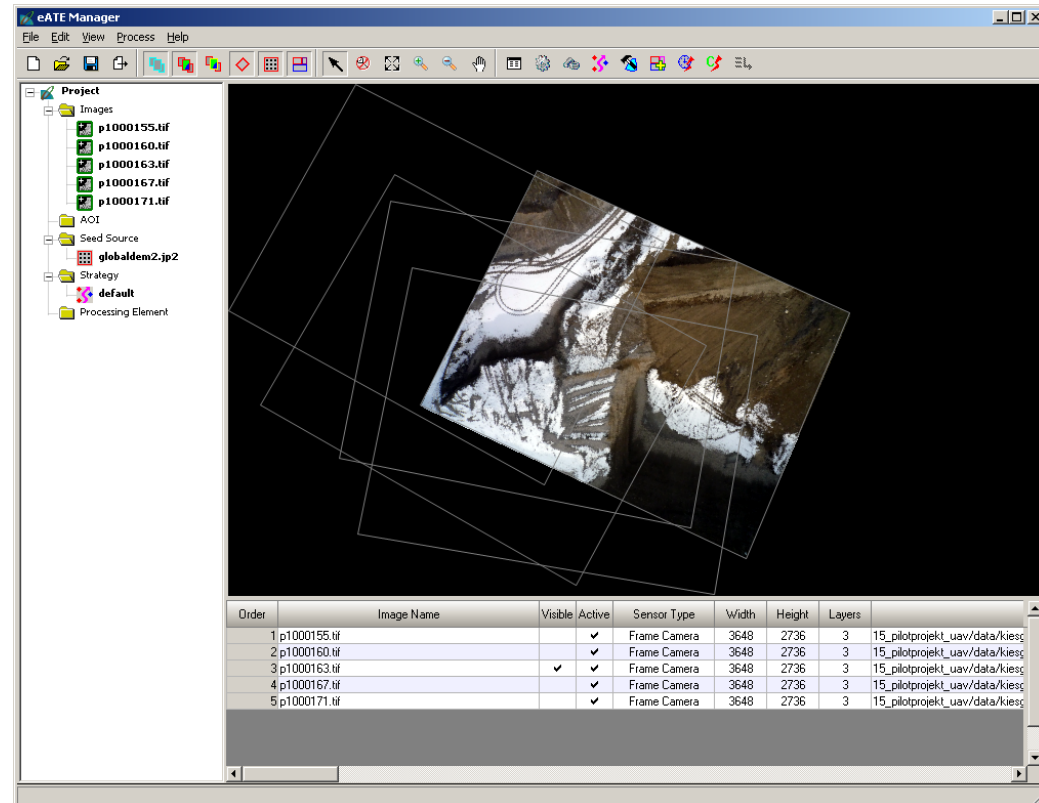 eATE Manager
File Edit View Process Help
Project
Images
p1000155.tif
p1000160.tif
p1000163.tif
p1000167.tif
p1000171.tif
AOI
Seed Source
globaldem2.jp2
Strategy
default
Processing Element
Order Image Name Visible Active Sensor Type Width Height Layers
1 p1000155.tif Frame Camera 3648 2736 3 15_pilotprojekt_uav/data/kiesg
2 p1000160.tif Frame Camera 3648 2736 3 15_pilotprojekt_uav/data/kiesg
3 p1000163.tif Frame Camera 3648 2736 3 15_pilotprojekt_uav/data/kiesg
4 p1000167.tif Frame Camera 3648 2736 3 15_pilotprojekt_uav/data/kiesg
5 p1000171.tif Frame Camera 3648 2736 3 15_pilotprojekt_uav/data/kiesg